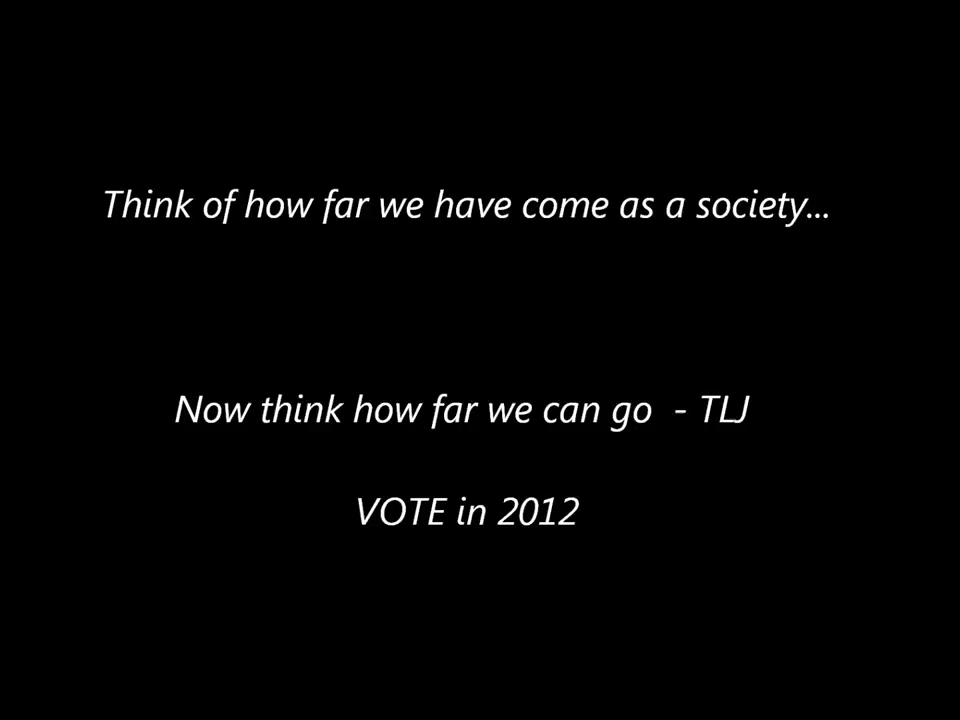 Think of how far we have come as a society...
Now think how far we can go  - TLJ
VOTE in 2012